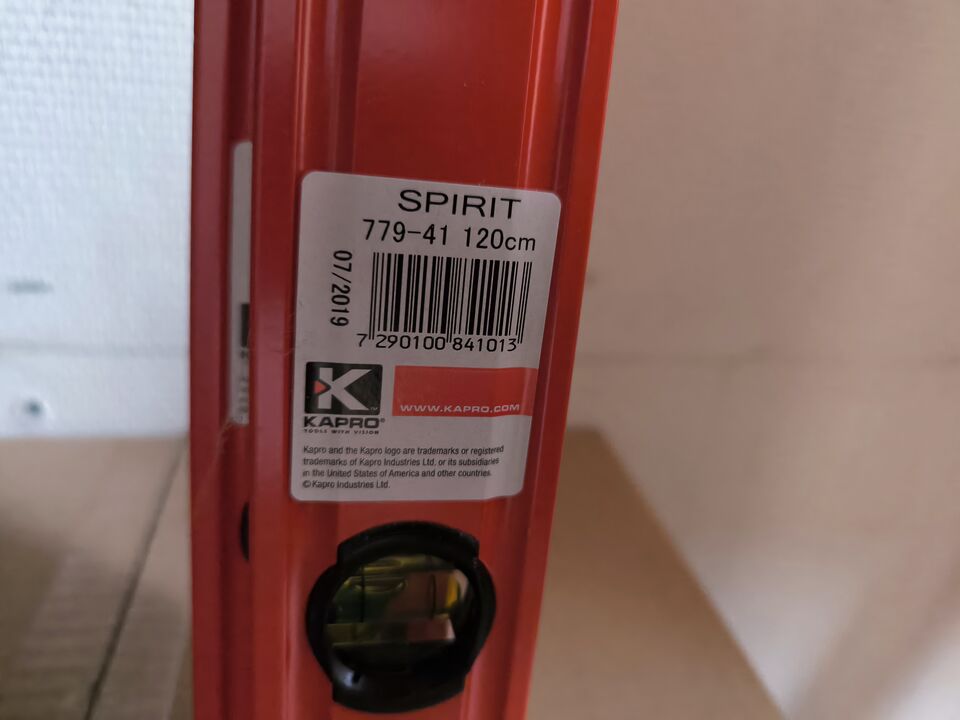 SPIRIT
779-41 120cm
07/2019
7 290100 841013
K
KAPRO®
TOOLS WITH VISION
WWW.KAPRO.COM
Kapro and the Kapro logo are trademarks or registered
trademarks of Kapro Industries Ltd. or its subsidiaries
in the United States of America and other countries.
© Kapro Industries Ltd.